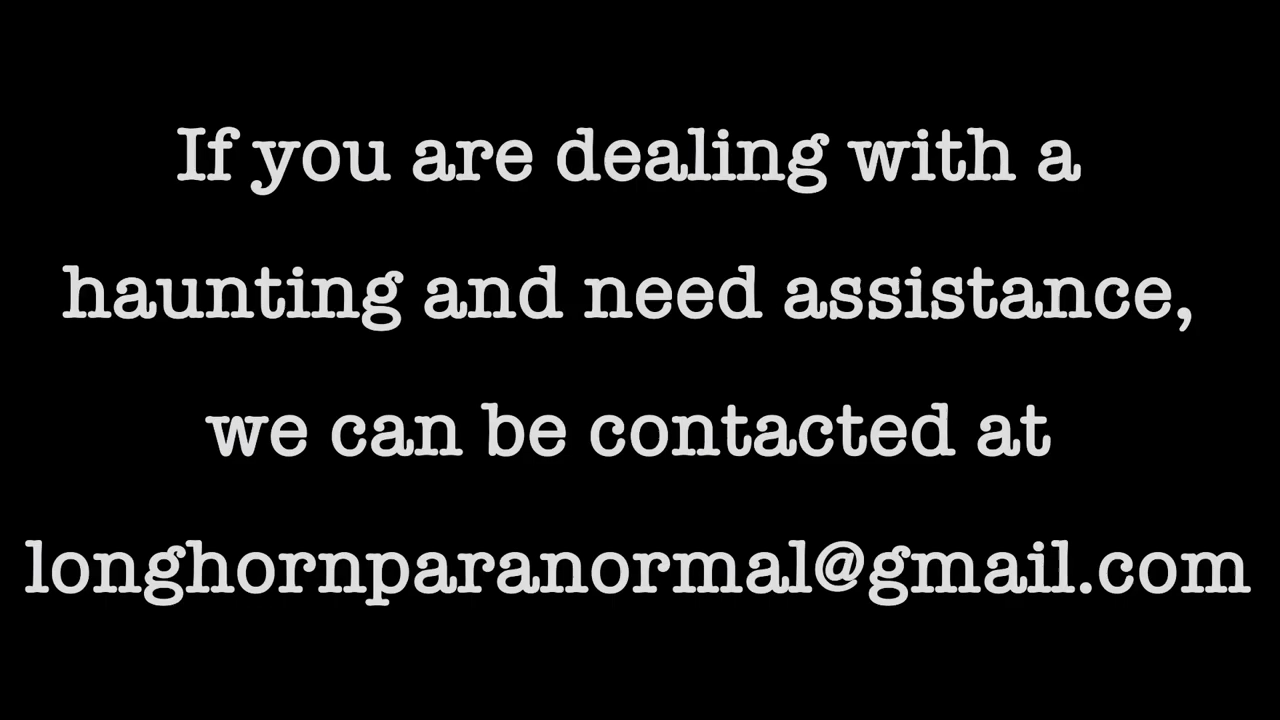 If you are dealing with a
haunting and need assistance,
we can be contacted at
longhornparanormal@gmail.com